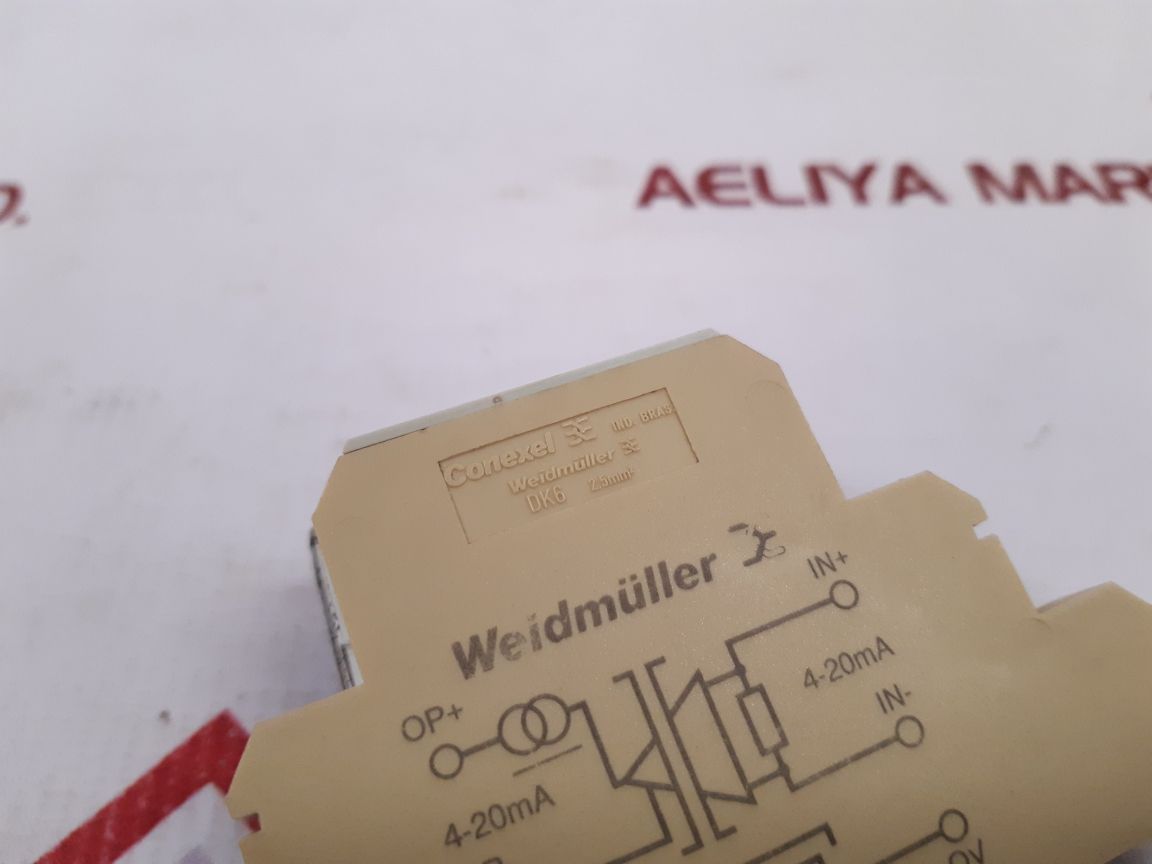 AELIYA MAR
Conexel IND. BRAS.
Weidmüller
DK6 2.5mm²
Weidmüller
IN+
4-20mA
IN-
OP+
4-20mA
0V